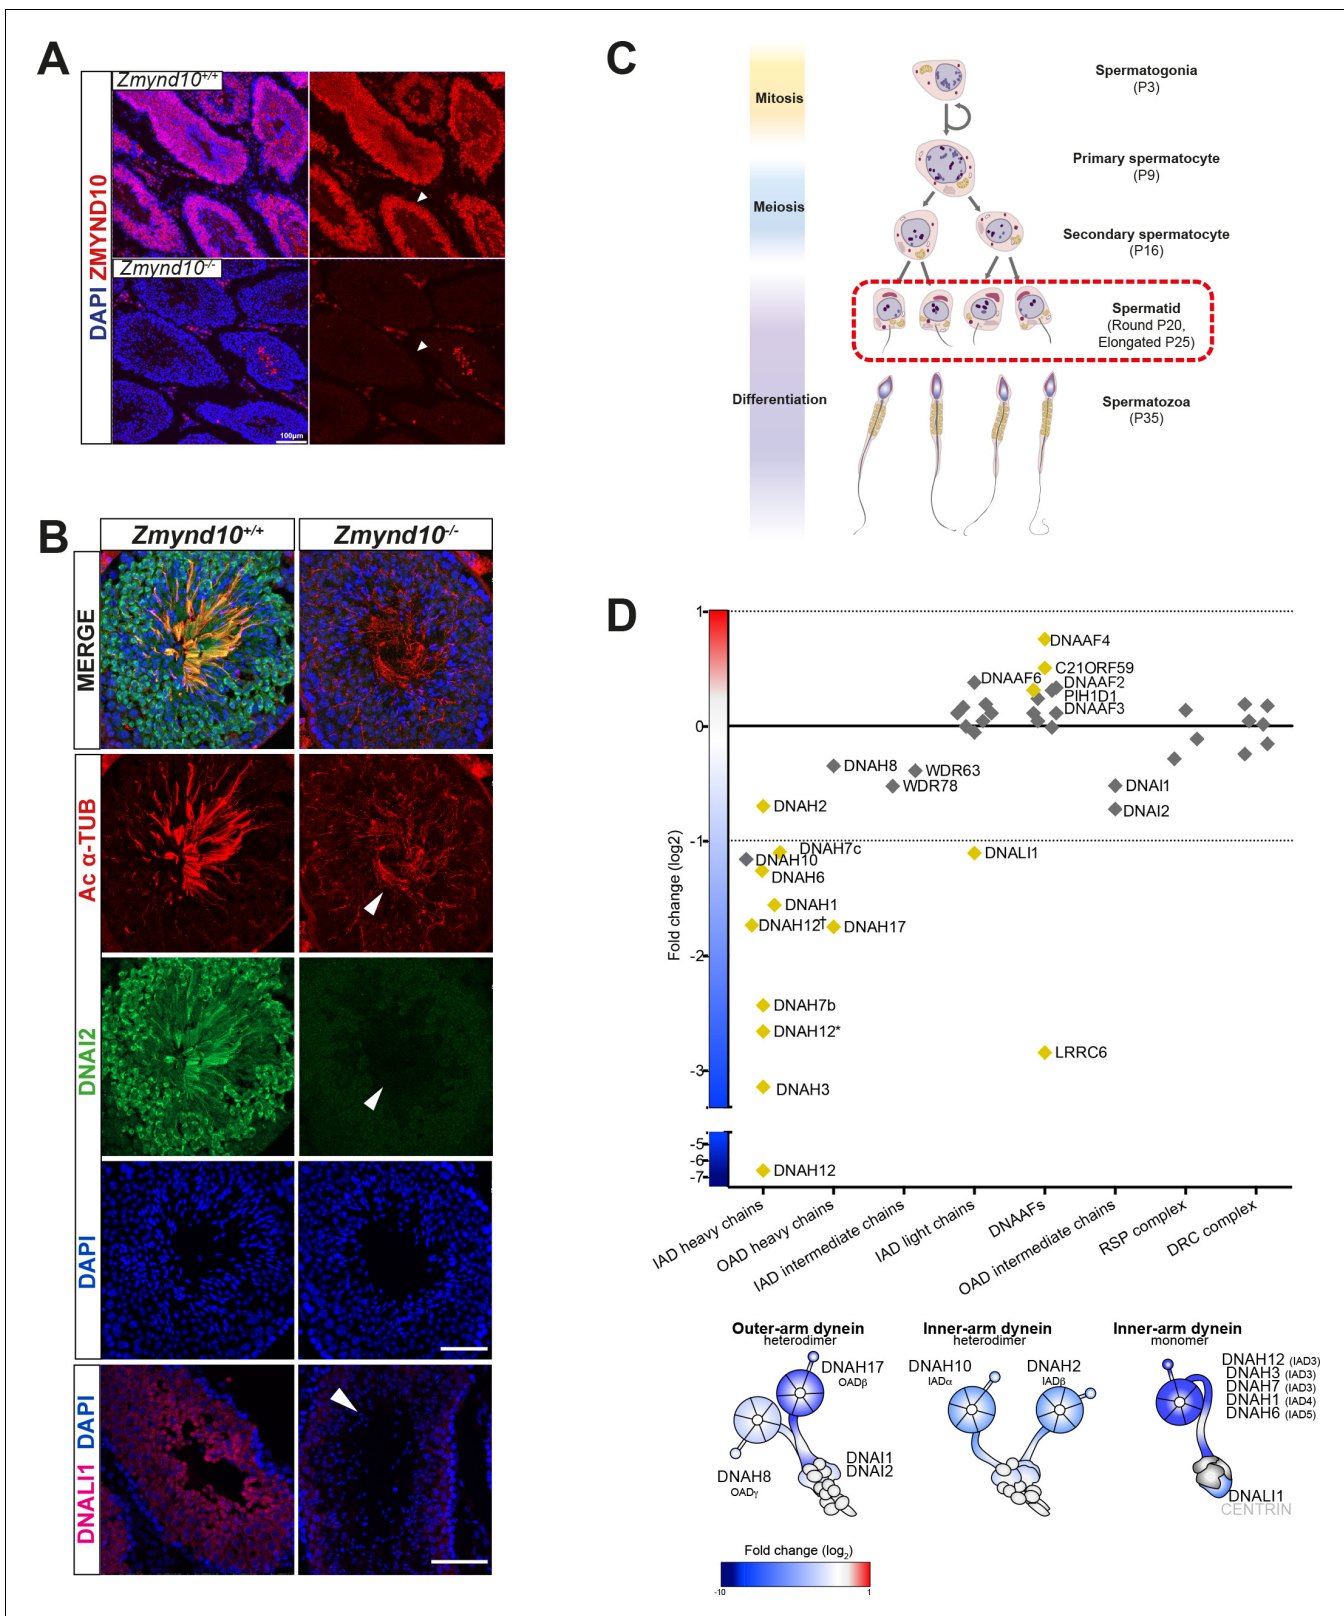 A
DAPI ZMYND10
Zmynd10+/+
Zmynd10-/-
100µm
B
Zmynd10+/+
Zmynd10-/-
MERGE
Ac α-TUB
DNAI2
DAPI
DNALI1 DAPI
C
Mitosis
Meiosis
Differentiation
Spermatogonia
(P3)
Primary spermatocyte
(P9)
Secondary spermatocyte
(P16)
Spermatid
(Round P20,
Elongated P25)
Spermatozoa
(P35)
D
Fold change (log2)
1
0
-1
-2
-3
-5
-6
-7
DNAAF4
C21ORF59
DNAAF6
DNAAF2
PIH1D1
DNAAF3
DNAH8
WDR63
WDR78
DNAI1
DNAI2
DNAH2
DNAH7c
DNAH10
DNALI1
DNAH6
DNAH1
DNAH12†
DNAH17
DNAH7b
DNAH12*
LRRC6
DNAH3
DNAH12
IAD heavy chains
OAD heavy chains
IAD intermediate chains
IAD light chains
DNAAFs
OAD intermediate chains
RSP complex
DRC complex
Outer-arm dynein
heterodimer
DNAH17
OADβ
DNAH8
OADγ
DNAI1
DNAI2
Inner-arm dynein
heterodimer
DNAH10
IADα
DNAH2
IADβ
Inner-arm dynein
monomer
DNAH12 (IAD3)
DNAH3 (IAD3)
DNAH7 (IAD3)
DNAH1 (IAD4)
DNAH6 (IAD5)
DNALI1
CENTRIN
Fold change (log2)
-10
1